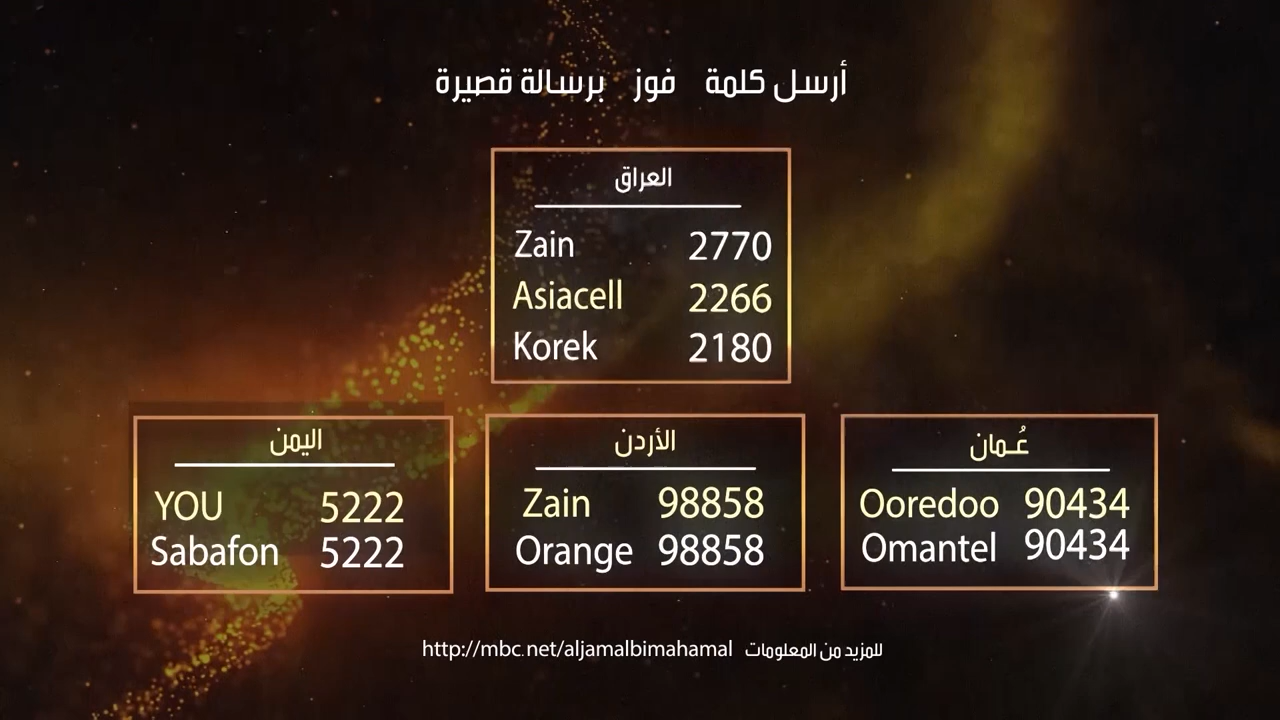 أرسل كلمة فوز برسالة قصيرة
العراق
Zain 2770
Asiacell 2266
Korek 2180
عُمان
Ooredoo 90434
Omantel 90434
الأردن
Zain 98858
Orange 98858
اليمن
YOU 5222
Sabafon 5222
للمزيد من المعلومات http://mbc.net/aljamalbimahamal